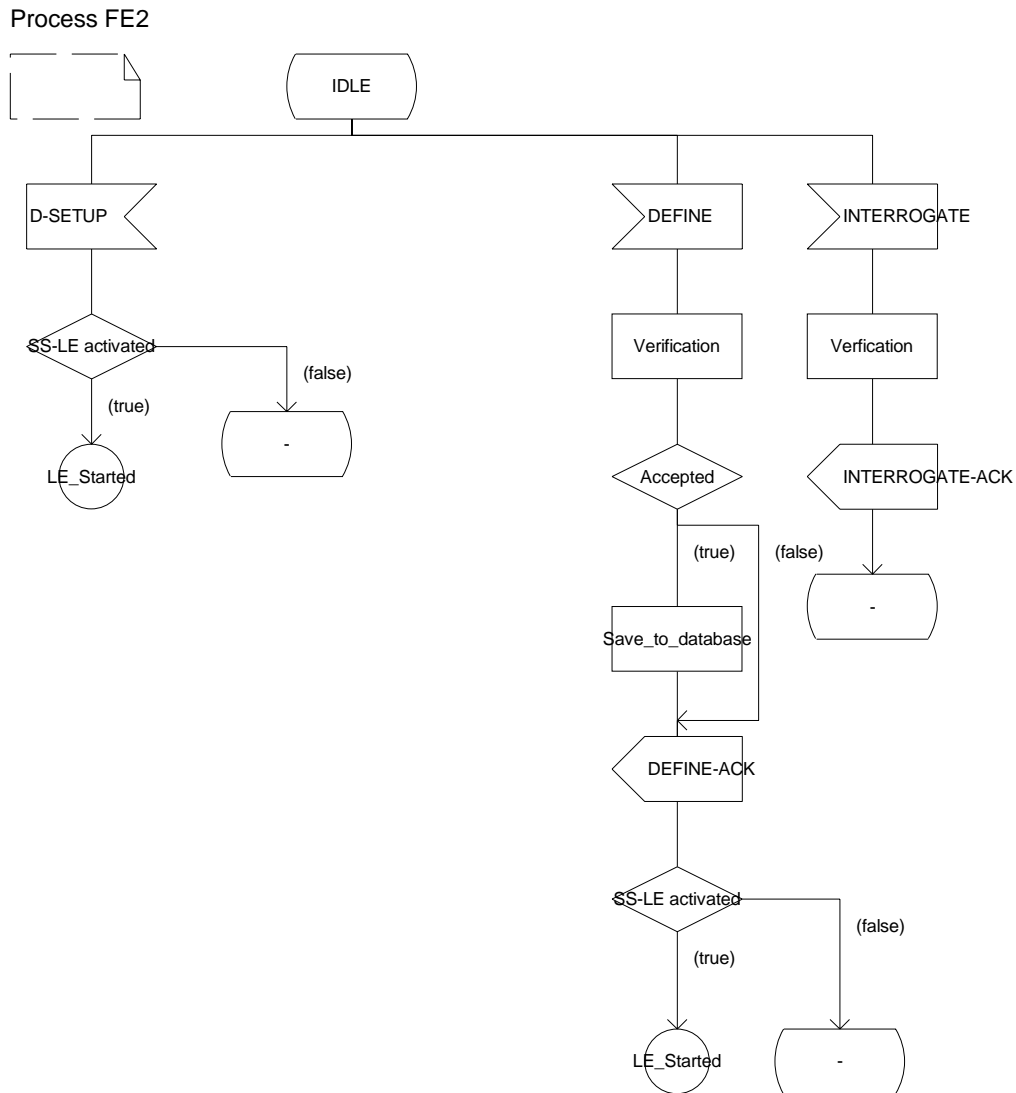 Process FE2
IDLE
D-SETUP
DEFINE
INTERROGATE
SS-LE activated
(false)
(true)
LE_Started
-
Verification
Verfication
Accepted
INTERROGATE-ACK
(true)
(false)
-
Save_to_database
DEFINE-ACK
SS-LE activated
(false)
(true)
LE_Started
-